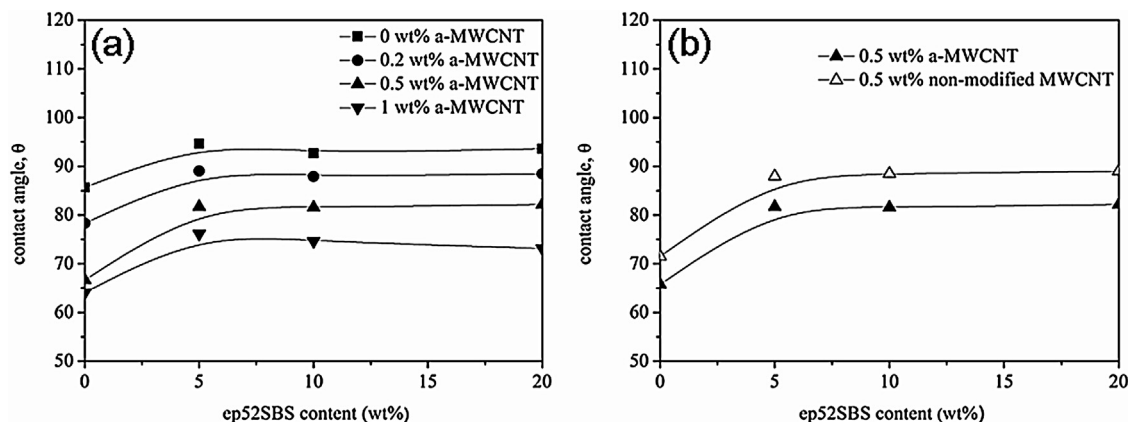 (a)
0 wt% a-MWCNT
0.2 wt% a-MWCNT
0.5 wt% a-MWCNT
1 wt% a-MWCNT
120
110
100
90
80
70
60
50
contact angle, θ
0 5 10 15 20
ep52SBS content (wt%)
(b)
0.5 wt% a-MWCNT
0.5 wt% non-modified MWCNT
120
110
100
90
80
70
60
50
contact angle, θ
0 5 10 15 20
ep52SBS content (wt%)